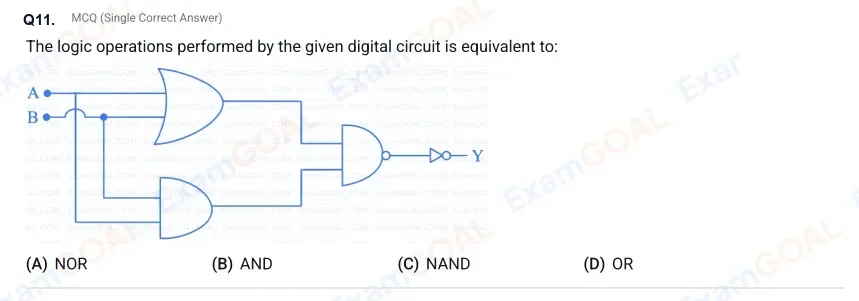 Q11. MCQ (Single Correct Answer)
The logic operations performed by the given digital circuit is equivalent to:
A
B
Y
(A) NOR (B) AND (C) NAND (D) OR
ExamGOAL